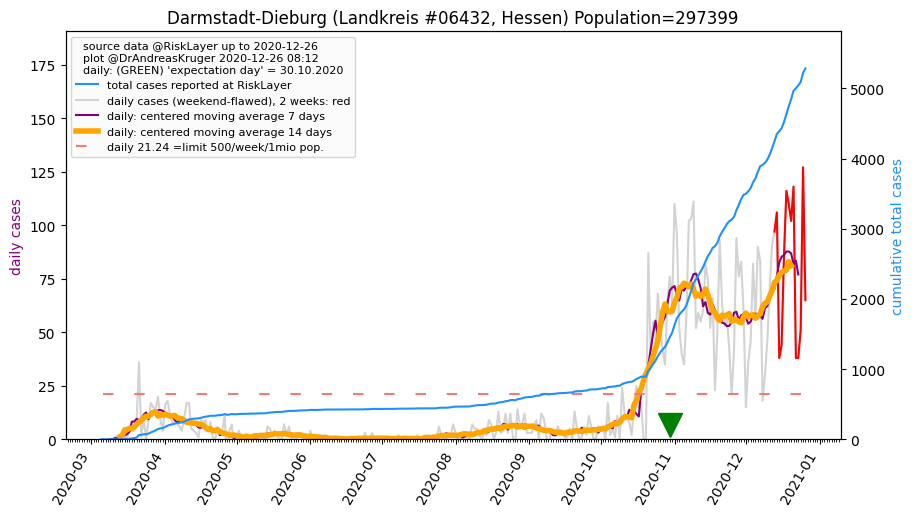 Darmstadt-Dieburg (Landkreis #06432, Hessen) Population=297399
source data @RiskLayer up to 2020-12-26
plot @DrAndreasKruger 2020-12-26 08:12
daily: (GREEN) 'expectation day' = 30.10.2020
total cases reported at RiskLayer
daily cases (weekend-flawed), 2 weeks: red
daily: centered moving average 7 days
daily: centered moving average 14 days
daily 21.24 =limit 500/week/1mio pop.
daily cases
175
150
125
100
75
50
25
0
cumulative total cases
5000
4000
3000
2000
1000
0
2020-03
2020-04
2020-05
2020-06
2020-07
2020-08
2020-09
2020-10
2020-11
2020-12
2021-01